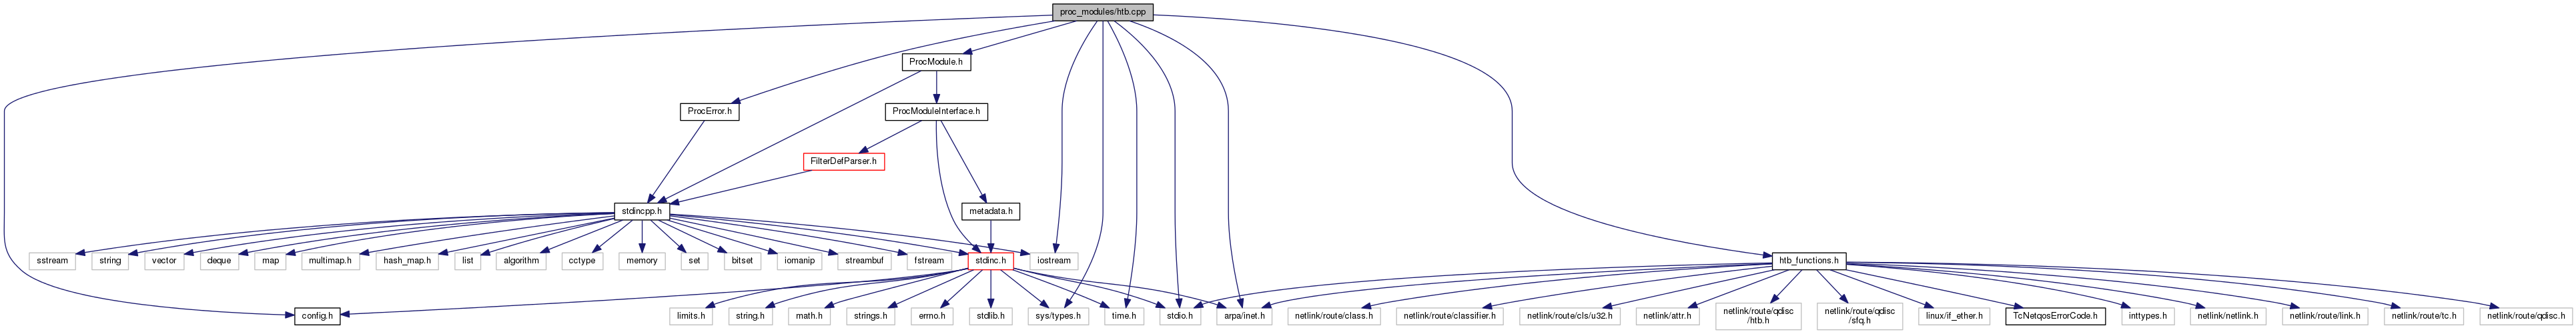 proc_modules/htb.cpp
ProcModule.h
ProcError.h
ProcModuleInterface.h
FilterDefParser.h
stdincpp.h
metadata.h
sstream
string
vector
deque
map
multimap.h
hash_map.h
list
algorithm
cctype
memory
set
bitset
iomanip
streambuf
fstream
stdinc.h
iostream
htb_functions.h
config.h
limits.h
string.h
math.h
strings.h
errno.h
stdlib.h
sys/types.h
time.h
stdio.h
arpa/inet.h
netlink/route/class.h
netlink/route/classifier.h
netlink/route/cls/u32.h
netlink/attr.h
netlink/route/qdisc
/htb.h
netlink/route/qdisc
/sfq.h
linux/if_ether.h
TcNetqosErrorCode.h
inttypes.h
netlink/netlink.h
netlink/route/link.h
netlink/route/tc.h
netlink/route/qdisc.h